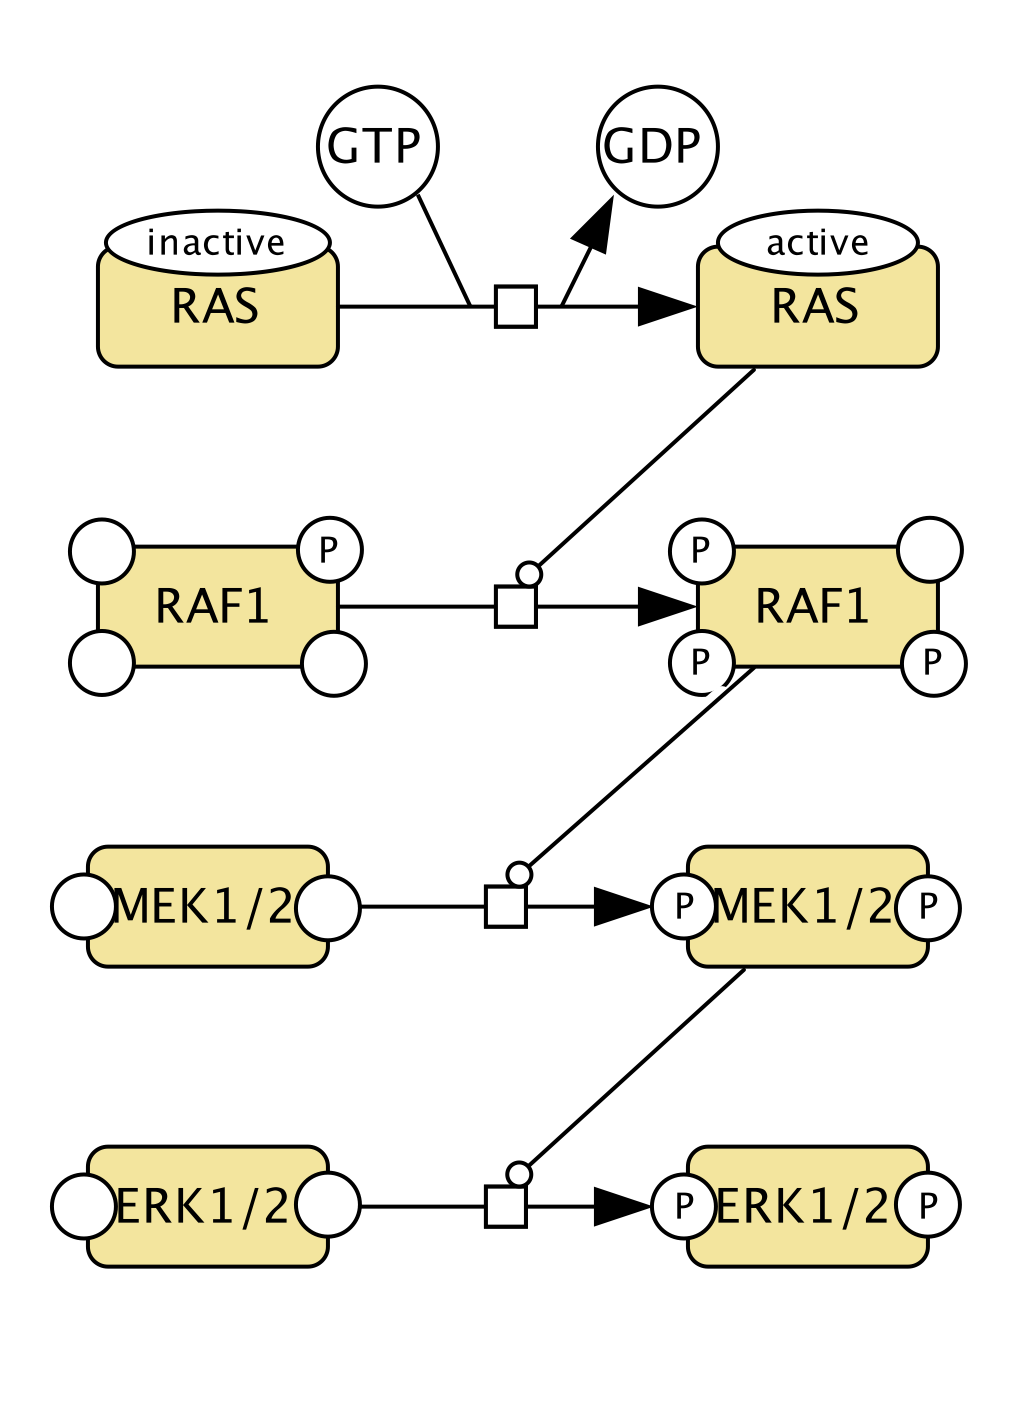 GTP GDP
inactive active
RAS RAS
P P
RAF1 RAF1
P P
MEK1/2 P MEK1/2 P
ERK1/2 P ERK1/2 P